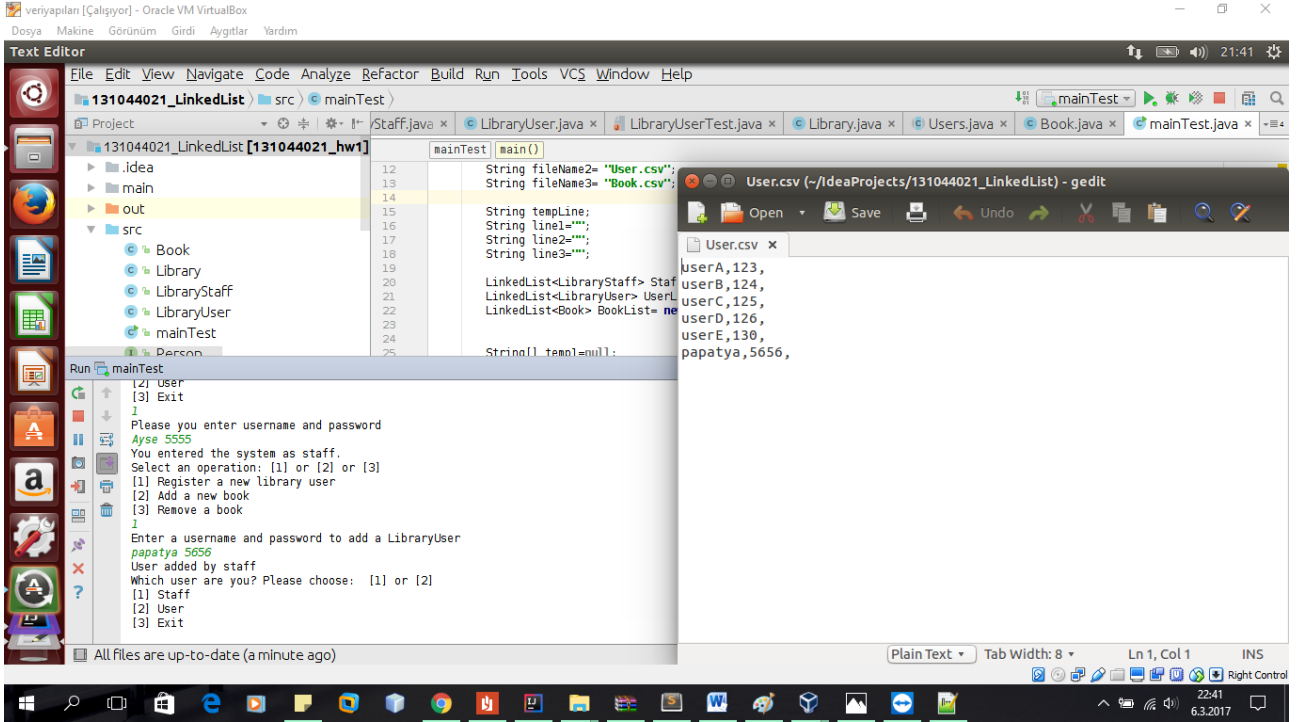 veriyapıları [Çalışıyor] - Oracle VM VirtualBox
Dosya Makine Görünüm Girdi Aygıtlar Yardım
Text Editor 21:41
File Edit View Navigate Code Analyze Refactor Build Run Tools VCS Window Help
131044021_LinkedList src mainTest mainTest
Project /Staff.java LibraryUser.java LibraryUserTest.java Library.java Users.java Book.java mainTest.java
131044021_LinkedList [131044021_hw1]
.idea
main
out
src
Book
Library
LibraryStaff
LibraryUser
mainTest
Person
mainTest main()
12 String fileName2= "User.csv";
13 String fileName3= "Book.csv";
14
15 String tempLine;
16 String line1="";
17 String line2="";
18 String line3="";
19
20 LinkedList<LibraryStaff> Staf
21 LinkedList<LibraryUser> UserL
22 LinkedList<Book> BookList= ne
23
24
25 String[] temp1=null;
User.csv (~/IdeaProjects/131044021_LinkedList) - gedit
Open Save Undo
User.csv
userA,123,
userB,124,
userC,125,
userD,126,
userE,130,
papatya,5656,
Plain Text Tab Width: 8 Ln 1, Col 1 INS
Run mainTest
[2] User
[3] Exit
1
Please you enter username and password
Ayse 5555
You entered the system as staff.
Select an operation: [1] or [2] or [3]
[1] Register a new library user
[2] Add a new book
[3] Remove a book
1
Enter a username and password to add a LibraryUser
papatya 5656
User added by staff
Which user are you? Please choose: [1] or [2]
[1] Staff
[2] User
[3] Exit
All files are up-to-date (a minute ago)
Right Control
22:41
6.3.2017